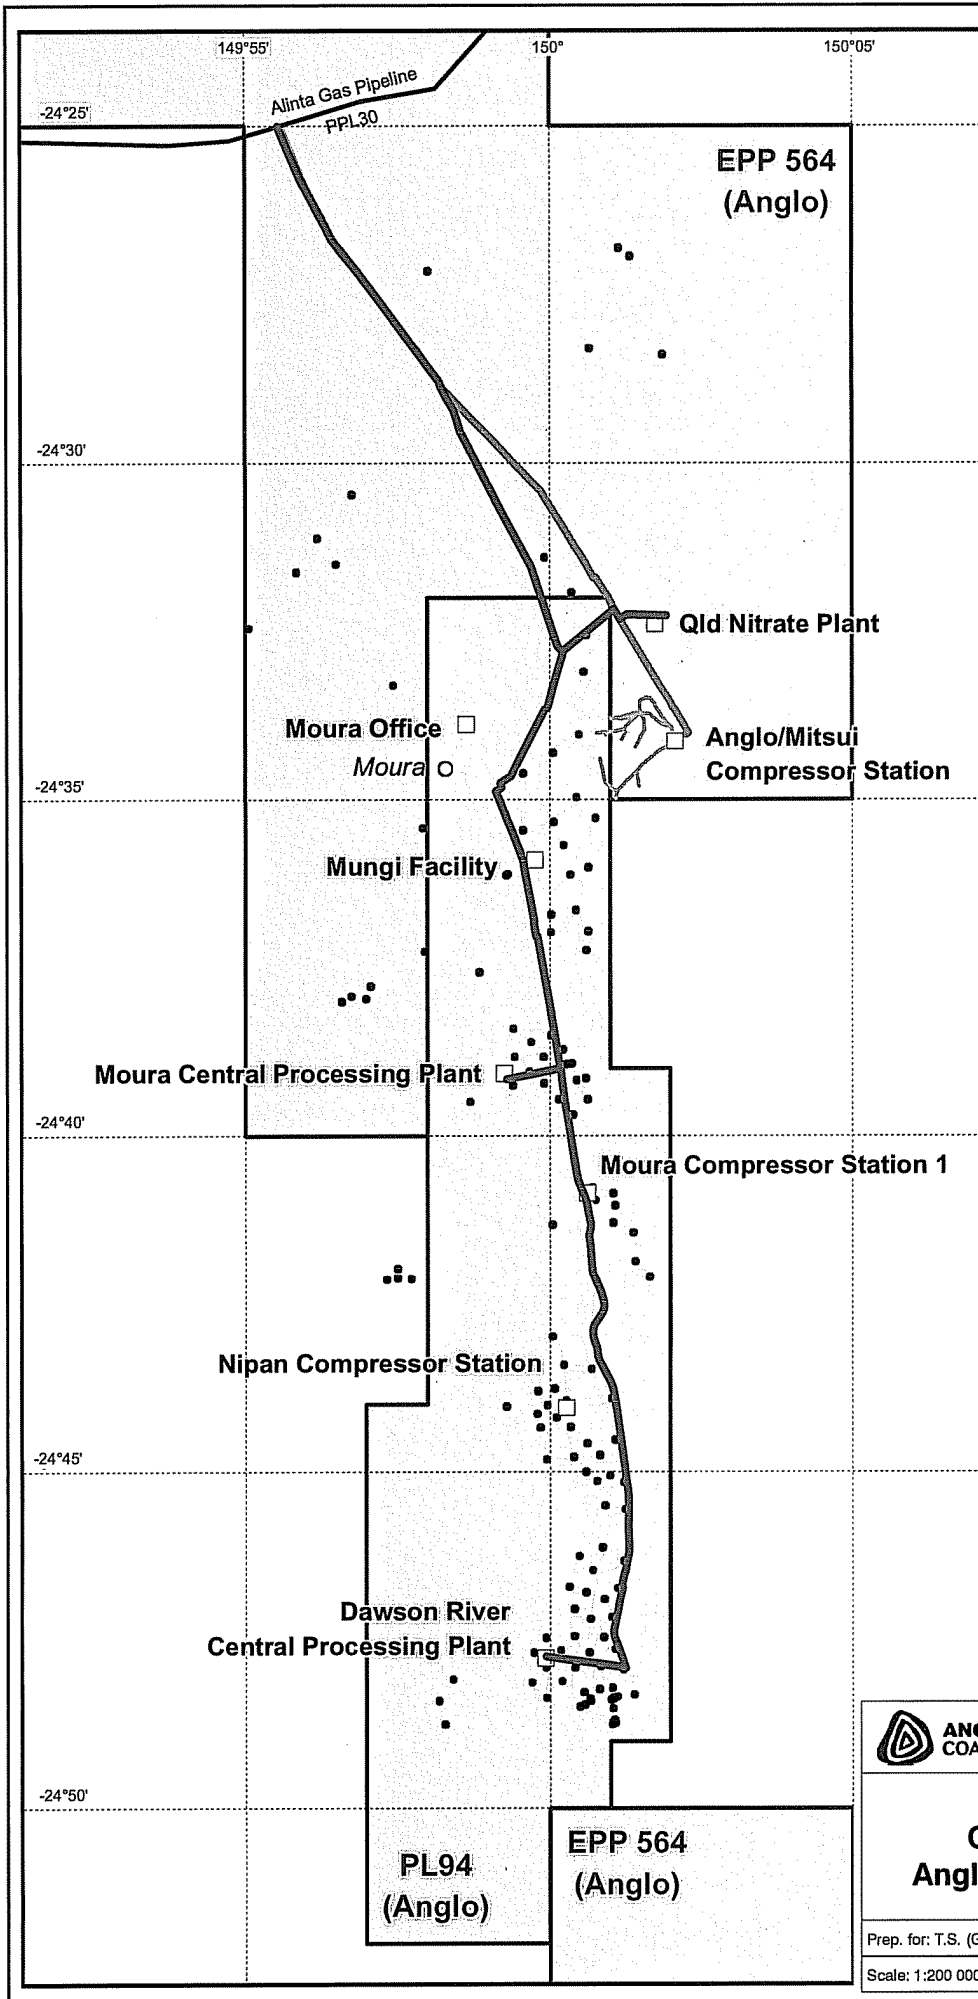 149°55'
150°
150°05'
Alinta Gas Pipeline
PPL30
-24°25'
EPP 564
(Anglo)
-24°30'
Qld Nitrate Plant
Moura Office
Anglo/Mitsui
Compressor Station
Moura
-24°35'
Mungi Facility
Moura Central Processing Plant
-24°40'
Moura Compressor Station 1
Nipan Compressor Station
-24°45'
Dawson River
Central Processing Plant
-24°50'
PL94
(Anglo)
EPP 564
(Anglo)
Prep. for: T.S.
Scale: 1:200 000